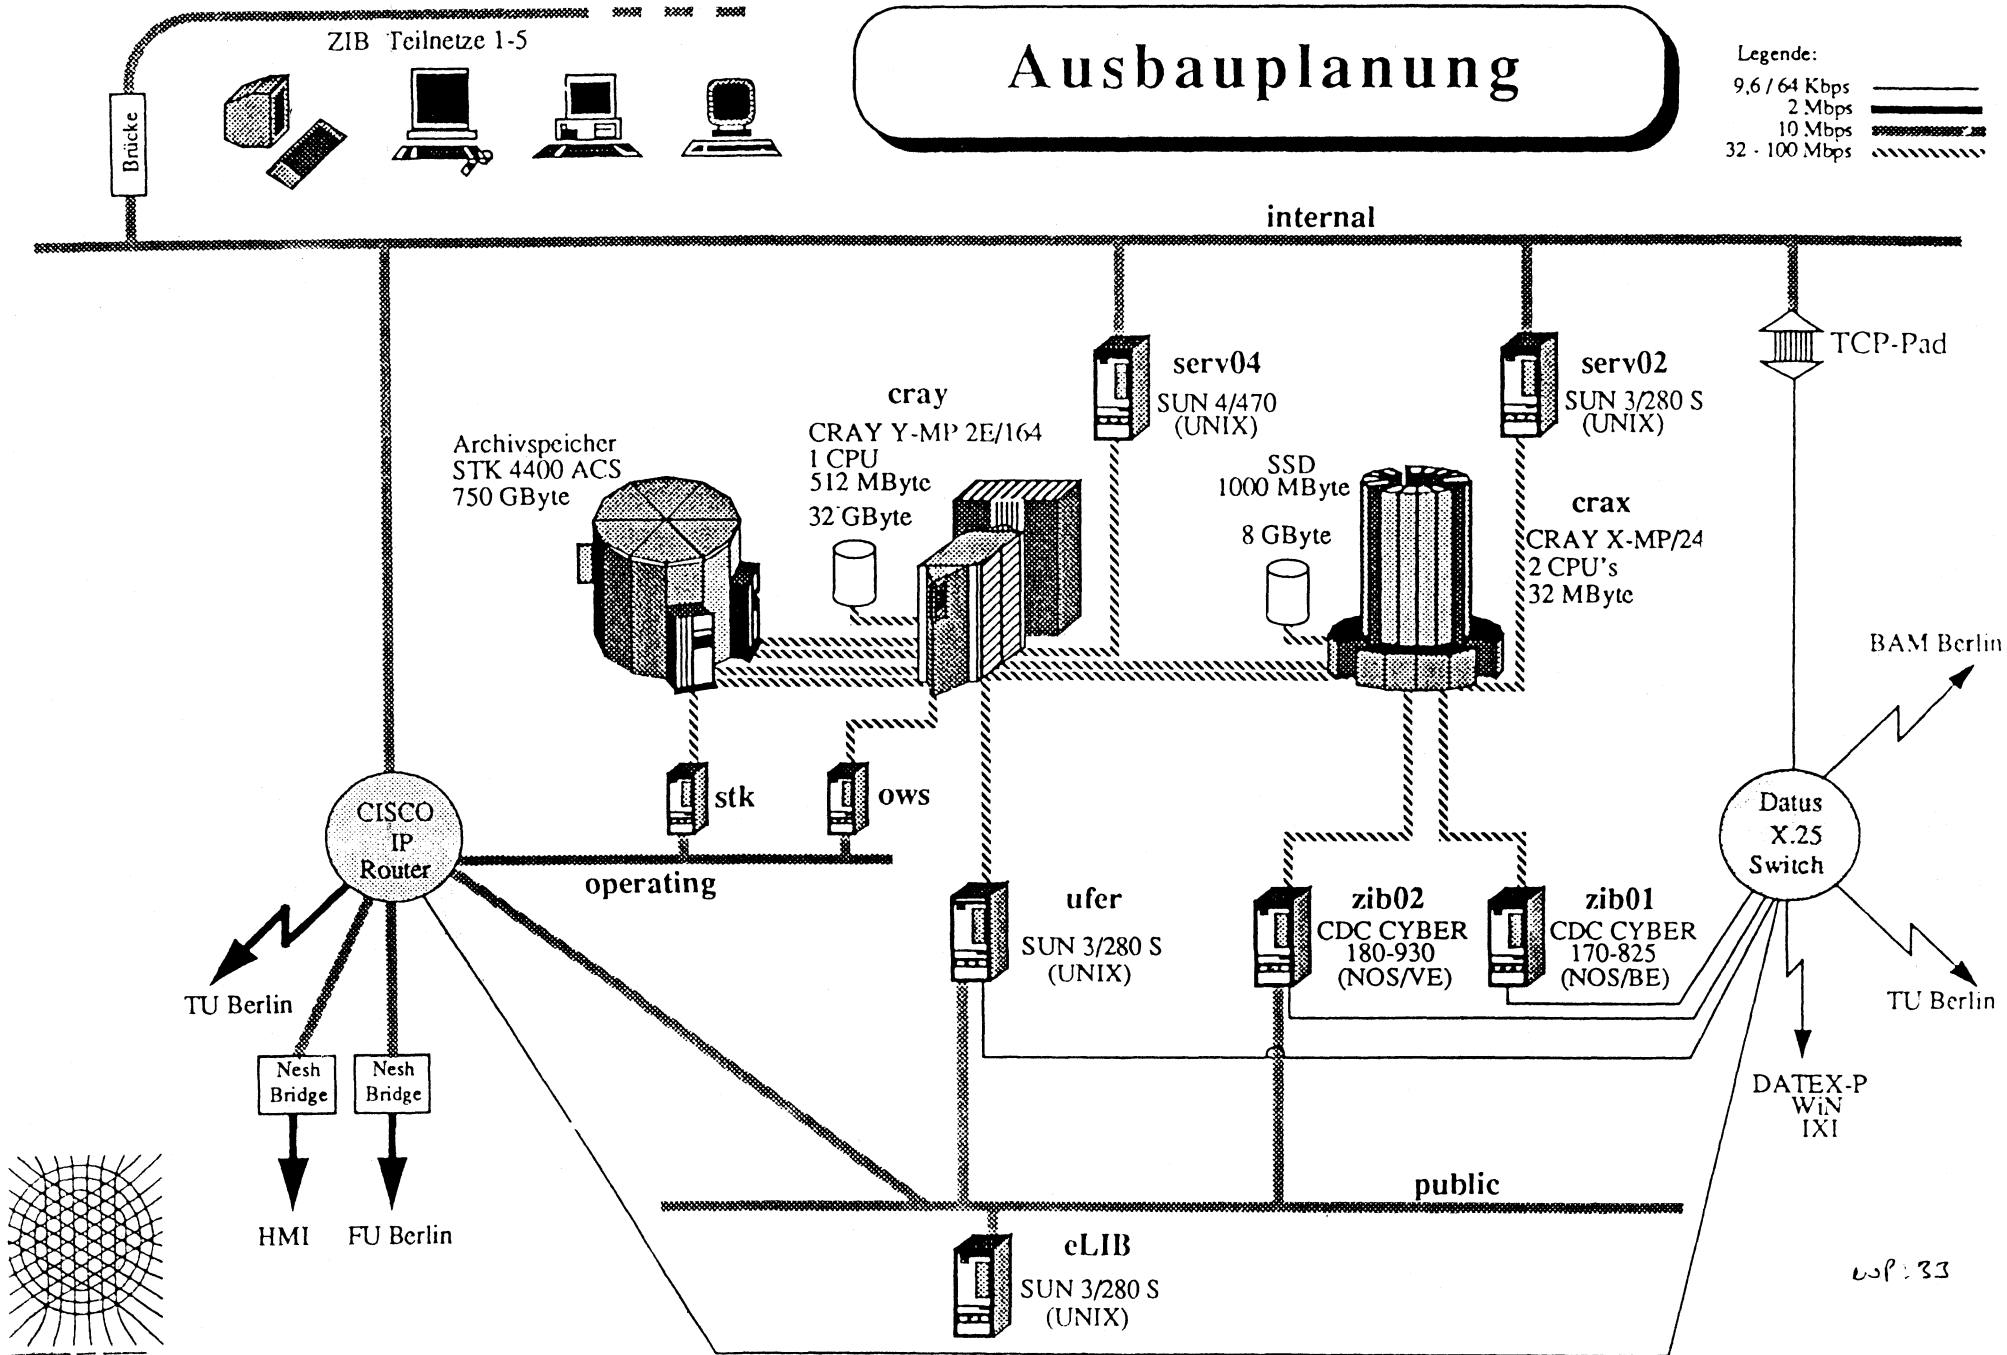 ZIB Teilnetze 1-5
Ausbauplanung
Legende:
9,6 / 64 Kbps
2 Mbps
10 Mbps
32 - 100 Mbps
Brücke
internal
TCP-Pad
serv04
SUN 4/470
(UNIX)
serv02
SUN 3/280 S
(UNIX)
cray
CRAY Y-MP 2E/164
1 CPU
512 MByte
32 GByte
Archivspeicher
STK 4400 ACS
750 GByte
SSD
1000 MByte
8 GByte
crax
CRAY X-MP/24
2 CPU's
32 MByte
BAM Berlin
stk
ows
CISCO
IP
Router
operating
Datus
X.25
Switch
ufer
SUN 3/280 S
(UNIX)
zib02
CDC CYBER
180-930
(NOS/VE)
zib01
CDC CYBER
170-825
(NOS/BE)
TU Berlin
TU Berlin
Nesh
Bridge
Nesh
Bridge
DATEX-P
WiN
IXI
HMI
FU Berlin
public
eLIB
SUN 3/280 S
(UNIX)